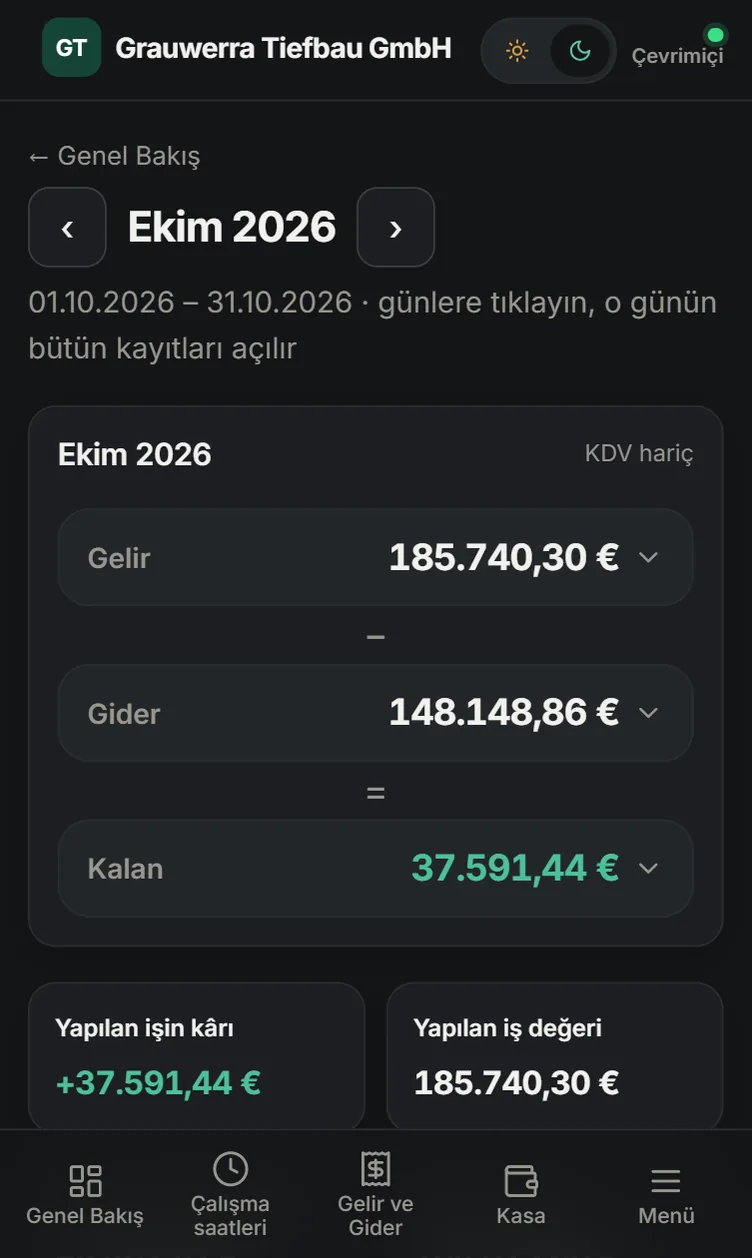 GT Grauwerra Tiefbau GmbH Çevrimiçi
← Genel Bakış
‹ Ekim 2026 ›
01.10.2026 – 31.10.2026 · günlere tıklayın, o günün
bütün kayıtları açılır
Ekim 2026 KDV hariç
Gelir 185.740,30 €
–
Gider 148.148,86 €
=
Kalan 37.591,44 €
Yapılan işin kârı
+37.591,44 €
Yapılan iş değeri
185.740,30 €
Genel Bakış
Çalışma
saatleri
Gelir ve
Gider
Kasa
Menü